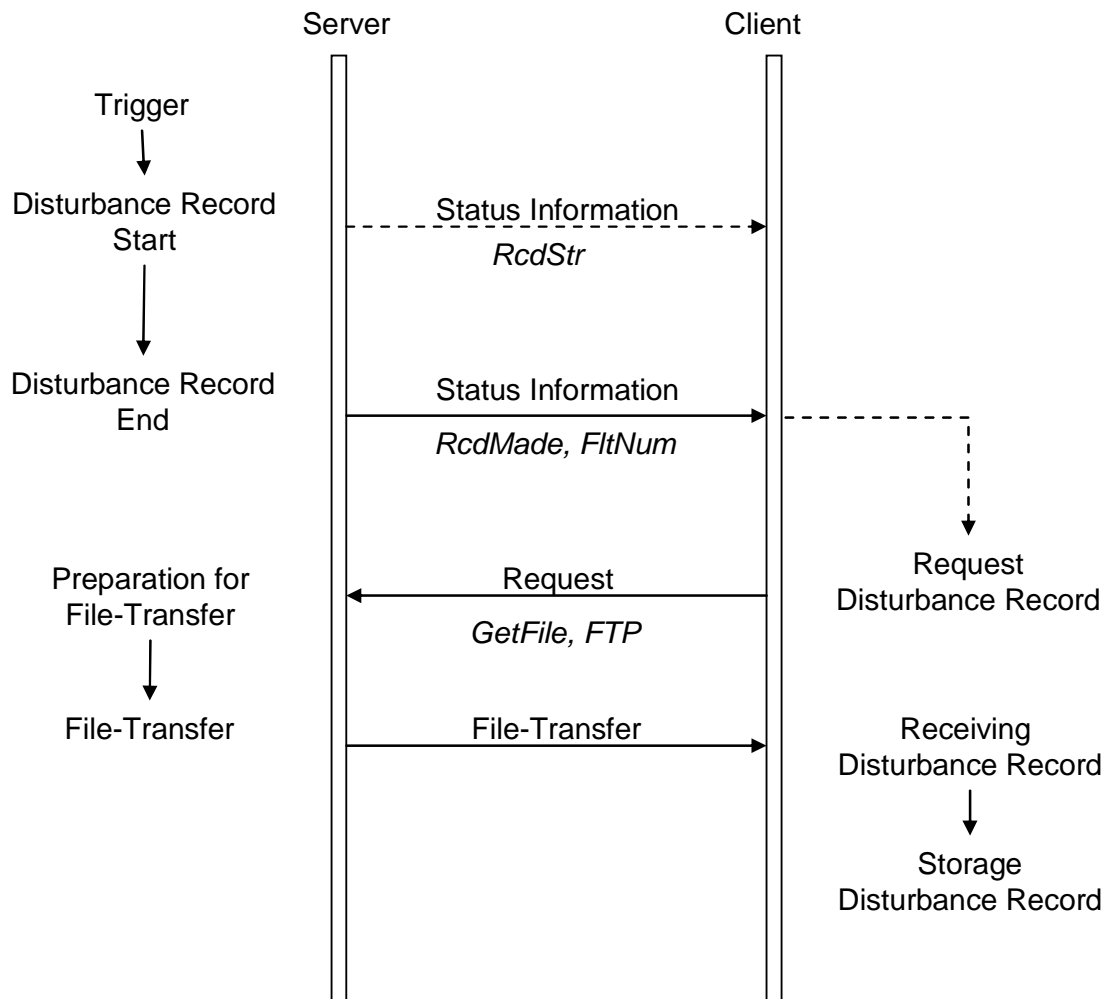 Server
Client
Trigger
Disturbance Record
Start
Status Information
RcdStr
Disturbance Record
End
Status Information
RcdMade, FltNum
Request
Disturbance Record
Preparation for
File-Transfer
Request
GetFile, FTP
File-Transfer
File-Transfer
Receiving
Disturbance Record
Storage
Disturbance Record